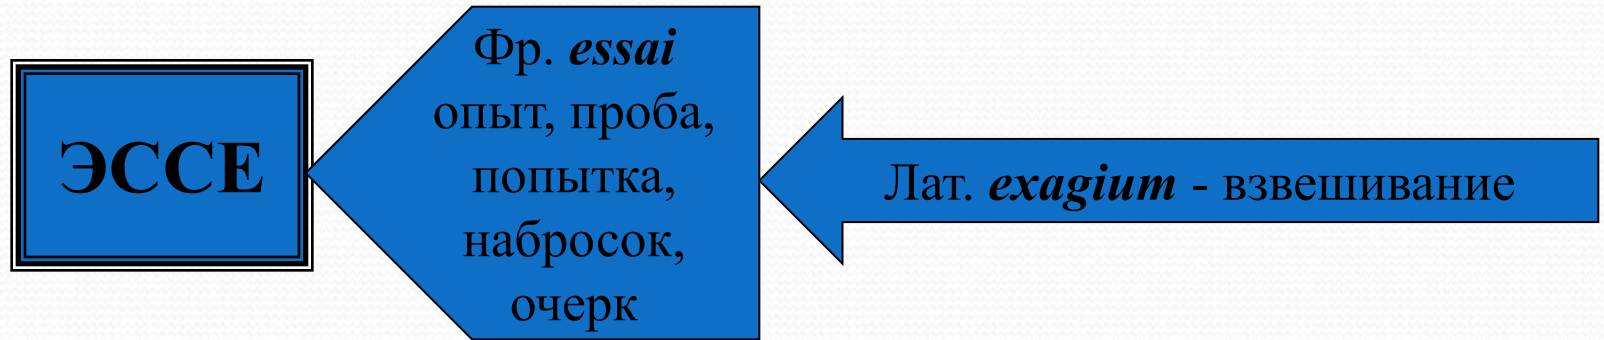 ЭССЕ
Фр. essai
опыт, проба,
попытка,
набросок,
очерк
Лат. exagium - взвешивание